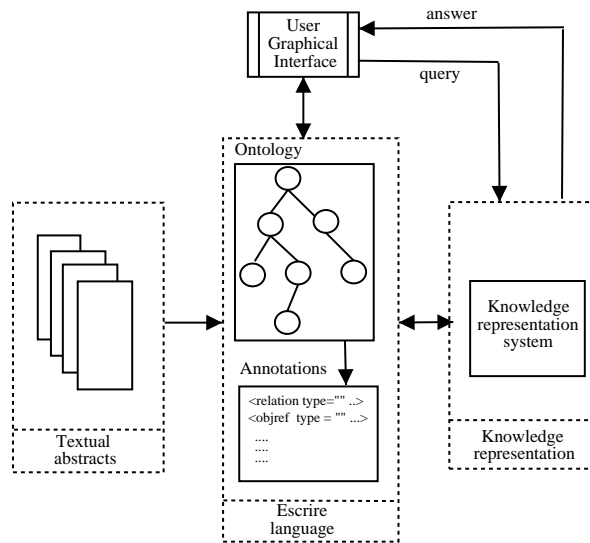 answer
User
Graphical
Interface
query
Ontology
Knowledge
representation
system
Annotations
<relation type="" ..>
<objref type = "" ...>
....
....
....
Textual
abstracts
Knowledge
representation
Escrire
language